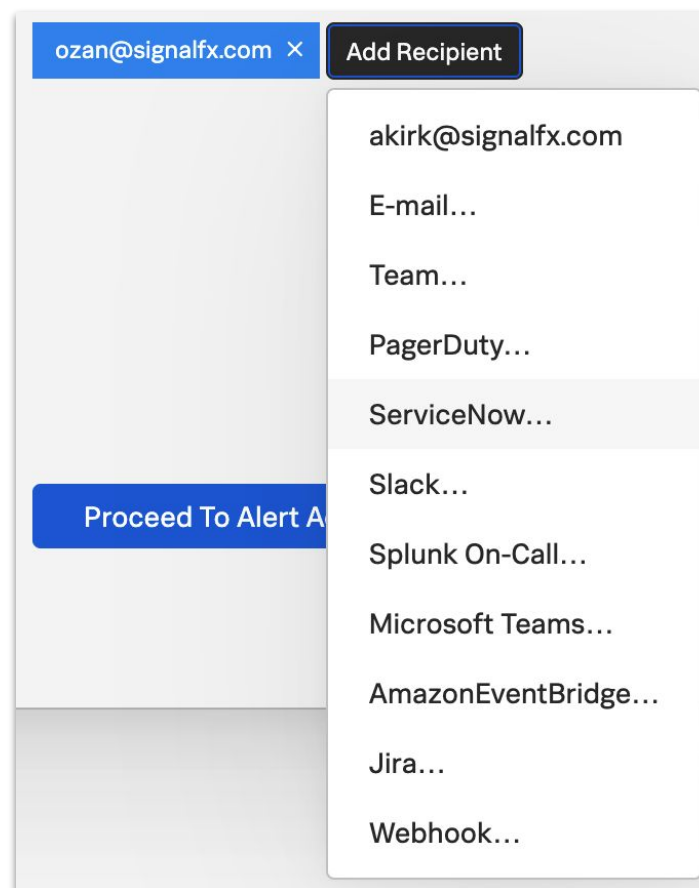 ozan@signalfx.com ×
Add Recipient
akirk@signalfx.com
E-mail...
Team...
PagerDuty...
ServiceNow...
Slack...
Proceed To Alert
Splunk On-Call...
Microsoft Teams...
AmazonEventBridge...
Jira...
Webhook...